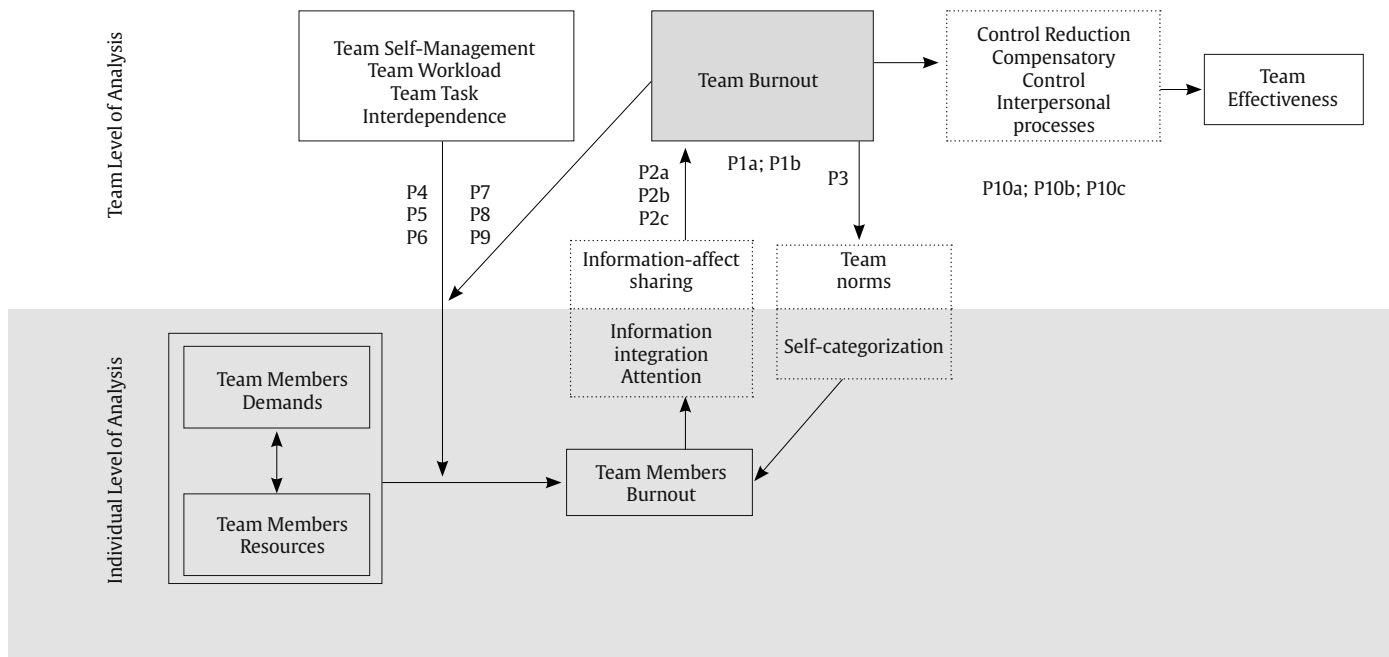 Team Level of Analysis
Team Self-Management
Team Workload
Team Task
Interdependence
Team Burnout
Control Reduction
Compensatory
Control
Interpersonal
processes
Team
Effectiveness
P4
P5
P6
P7
P8
P9
P2a
P2b
P2c
P1a; P1b
P3
P10a; P10b; P10c
Information-affect
sharing
Team
norms
Individual Level of Analysis
Information
integration
Attention
Self-categorization
Team Members
Demands
Team Members
Resources
Team Members
Burnout